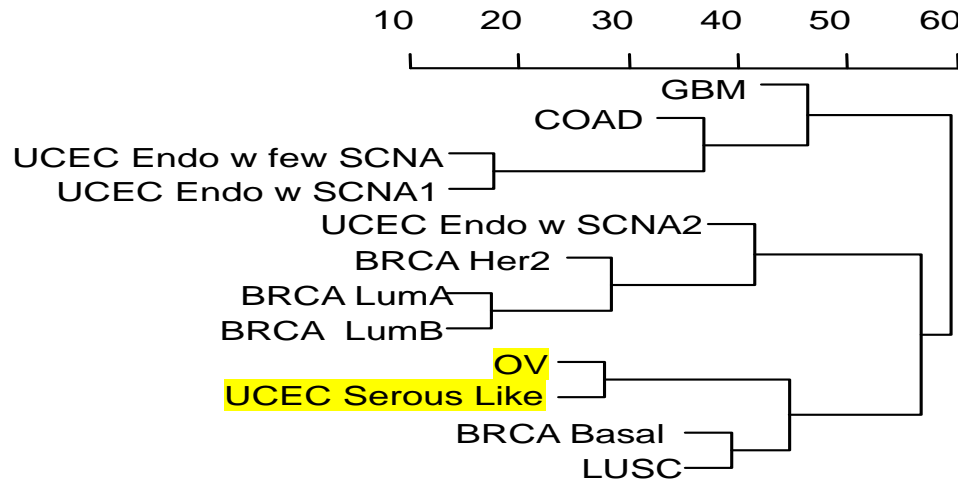 10 20 30 40 50 60
GBM
COAD
UCEC Endo w few SCNA
UCEC Endo w SCNA1
UCEC Endo w SCNA2
BRCA Her2
BRCA LumA
BRCA LumB
OV
UCEC Serous Like
BRCA Basal
LUSC